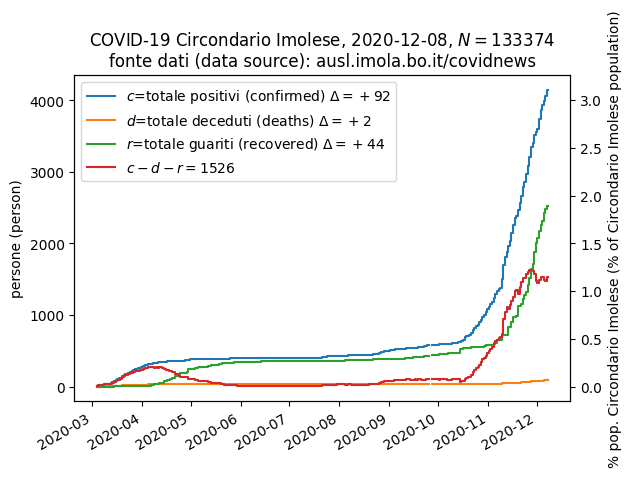 COVID-19 Circondario Imolese, 2020-12-08, N = 133374
fonte dati (data source): ausl.imola.bo.it/covidnews
c=totale positivi (confirmed) Δ = +92
d=totale deceduti (deaths) Δ = +2
r=totale guariti (recovered) Δ = +44
c − d − r = 1526
persone (person)
4000
3000
2000
1000
0
3.0
2.5
2.0
1.5
1.0
0.5
0.0
% pop. Circondario Imolese (% of Circondario Imolese population)
2020-03
2020-04
2020-05
2020-06
2020-07
2020-08
2020-09
2020-10
2020-11
2020-12